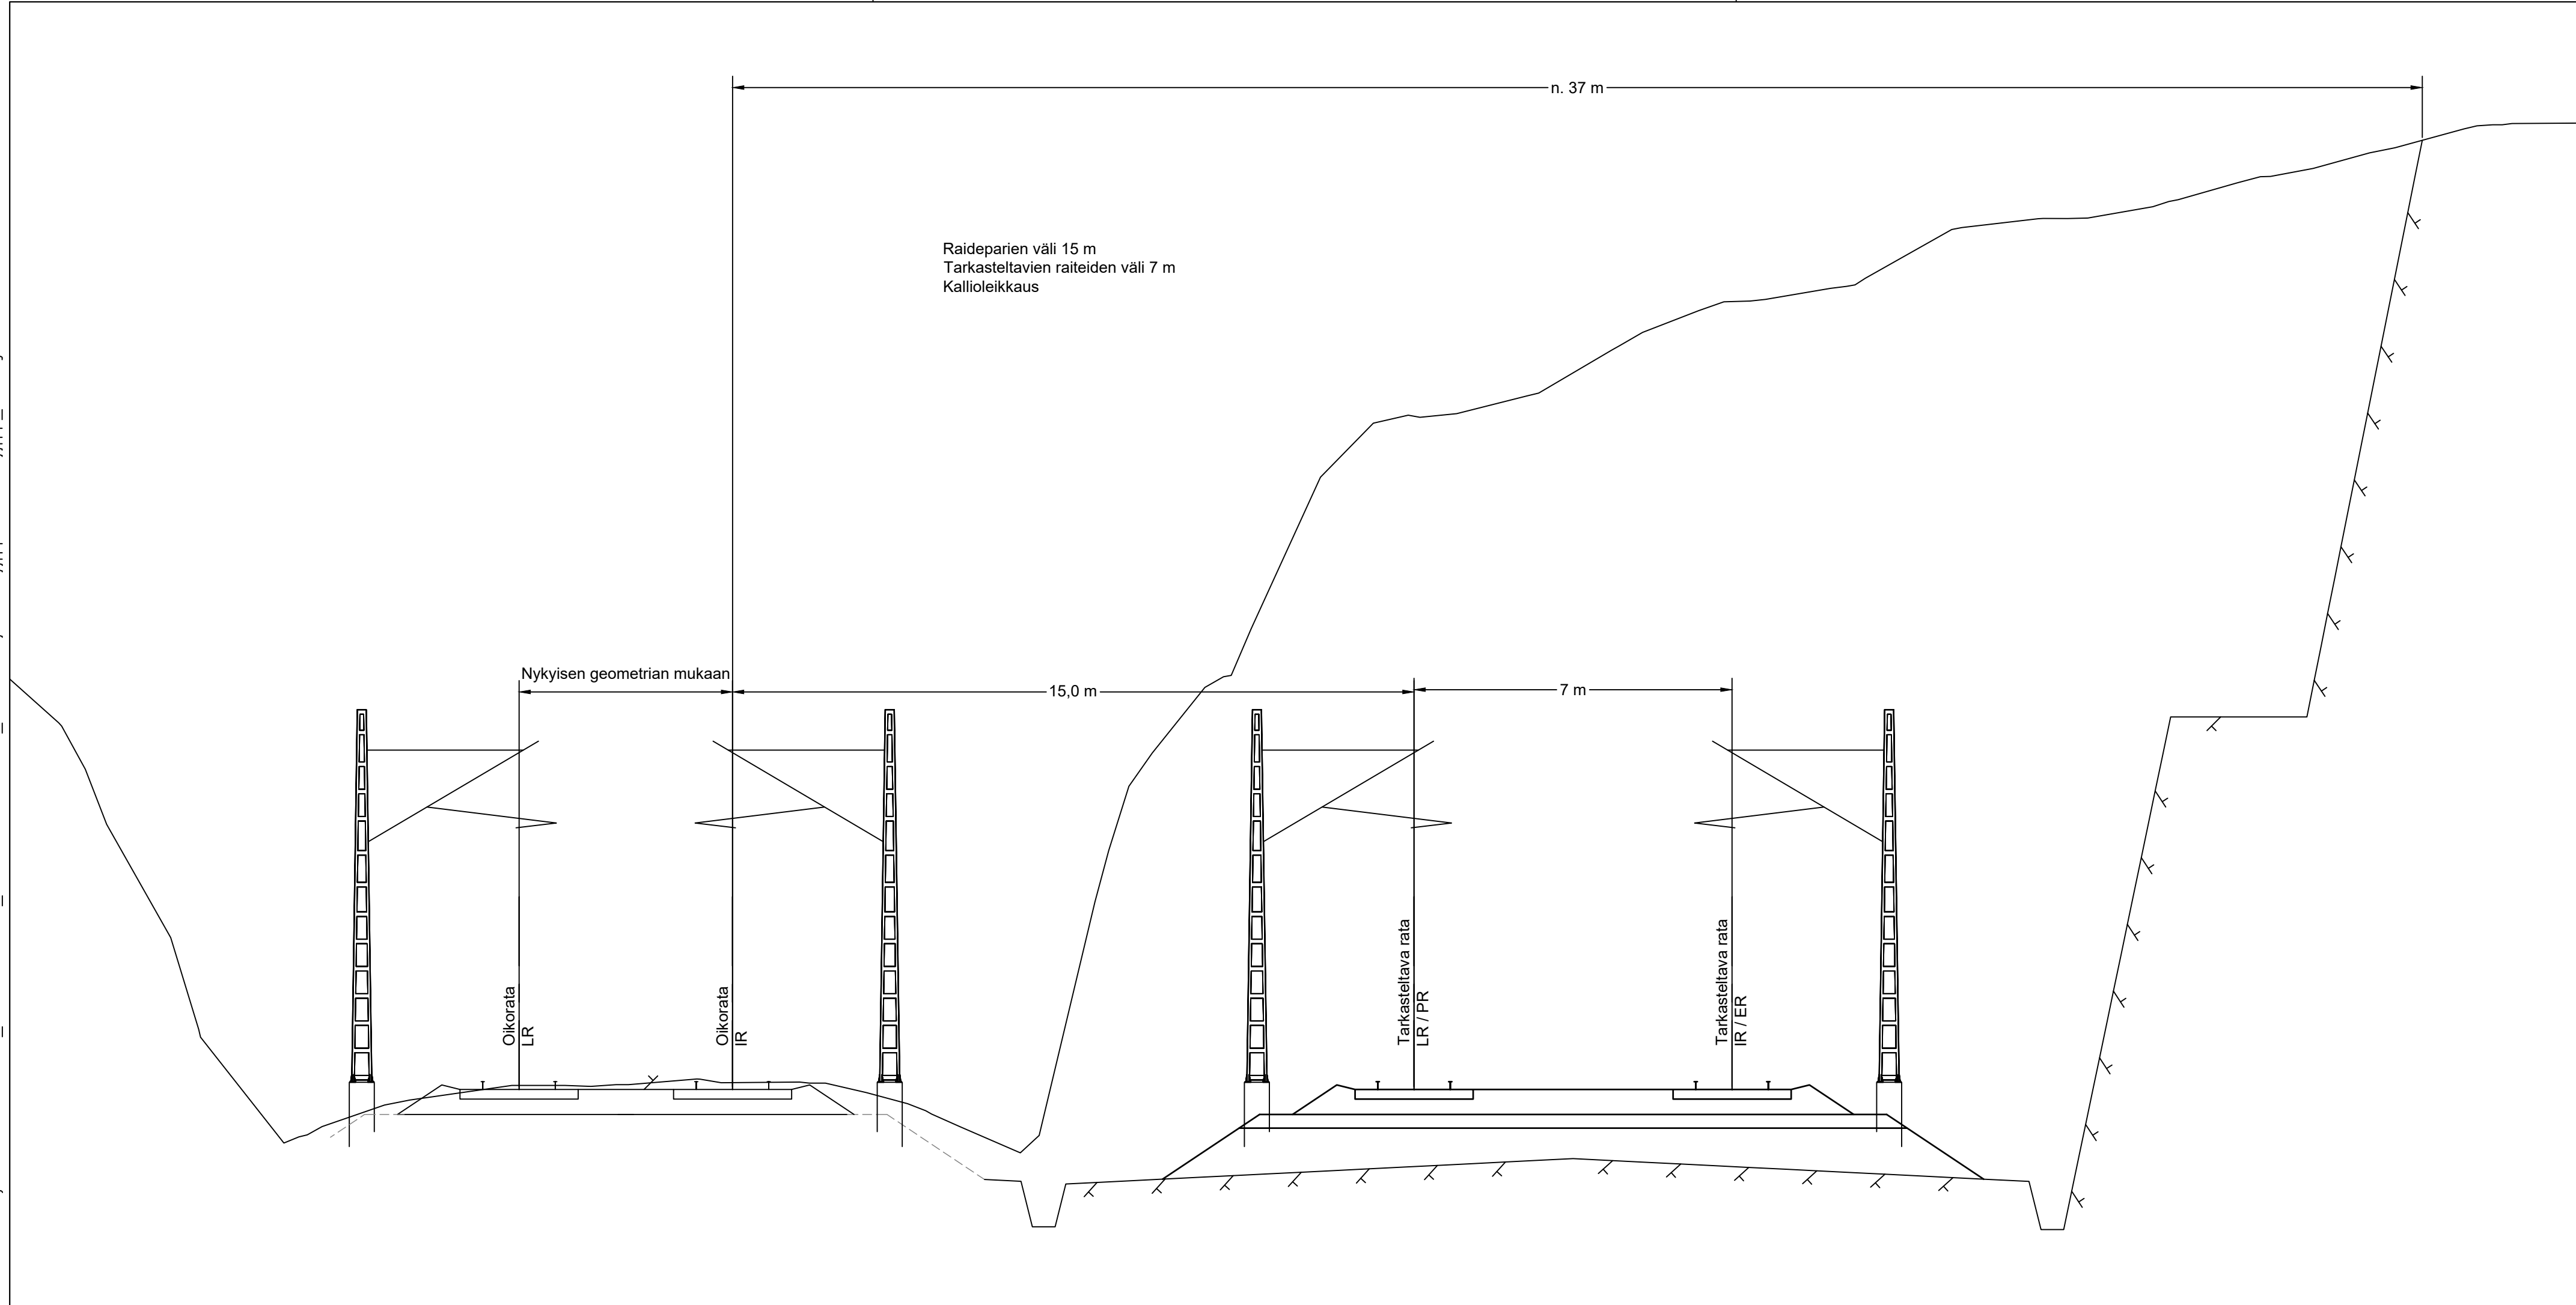 n. 37 m
Raideparien väli 15 m
Tarkasteltavien raiteiden väli 7 m
Kallioleikkaus
Nykyisen geometrian mukaan
15,0 m
7 m
Oikorata
LR
Oikorata
IR
Tarkasteltava rata
LR / PR
Tarkasteltava rata
IR / ER